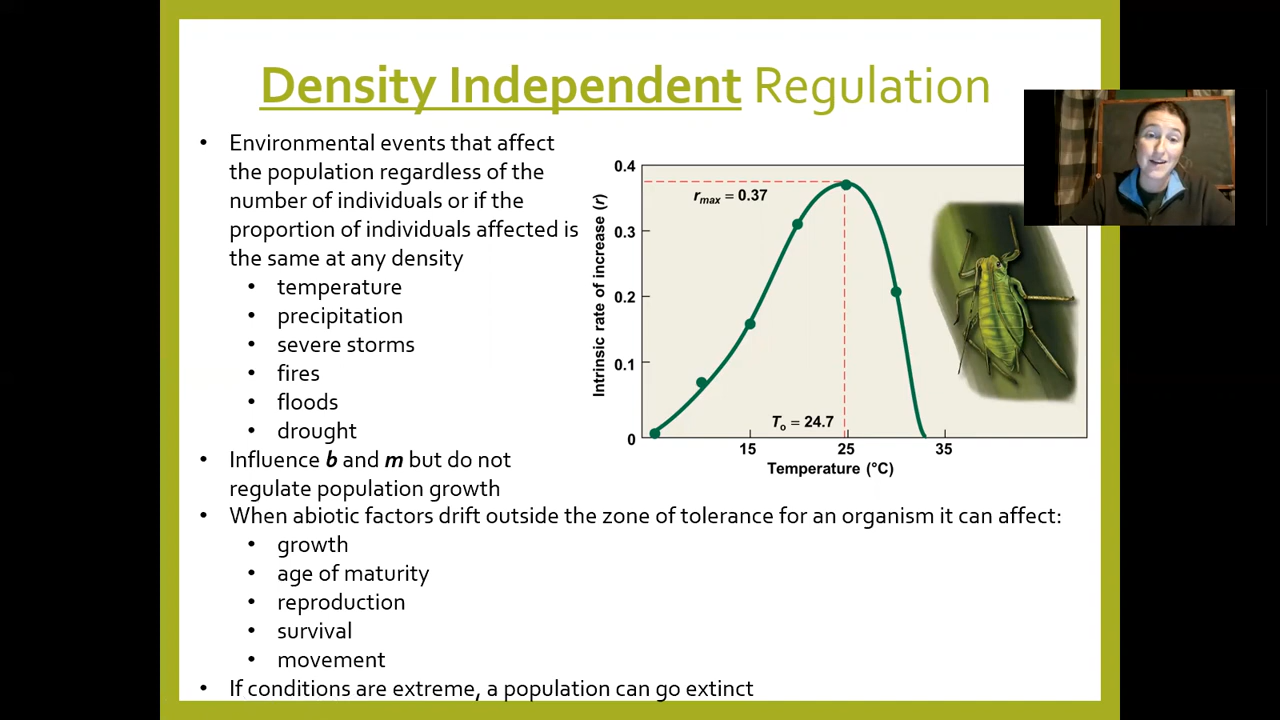 Density Independent Regulation
• Environmental events that affect
the population regardless of the
number of individuals or if the
proportion of individuals affected is
the same at any density
• temperature
• precipitation
• severe storms
• fires
• floods
• drought
• Influence b and m but do not
regulate population growth
• When abiotic factors drift outside the zone of tolerance for an organism it can affect:
• growth
• age of maturity
• reproduction
• survival
• movement
• If conditions are extreme, a population can go extinct
Intrinsic rate of increase (r)
0.4
0.3
0.2
0.1
0
rmax = 0.37
To = 24.7
15 25 35
Temperature (°C)